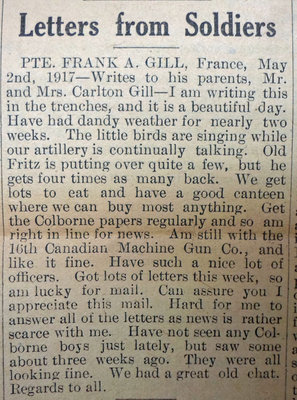 Letters from Soldiers
PTE. FRANK A. GILL, France, May
2nd, 1917—Writes to his parents, Mr.
and Mrs. Carlton Gill—I am writing this
in the trenches, and it is a beautiful day.
Have had dandy weather for nearly two
weeks. The little birds are singing while
our artillery is continually talking. Old
Fritz is putting over quite a few, but he
gets four times as many back. We get
lots to eat and have a good canteen
where we can buy most anything. Get
the Colborne papers regularly and so am
right in line for news. Am still with the
16th Canadian Machine Gun Co., and
like it fine. Have such a nice lot of
officers. Got lots of letters this week, so
am lucky for mail. Can assure you I
appreciate this mail. Hard for me to
answer all of the letters as news is rather
scarce with me. Have not seen any Col-
borne boys just lately, but saw some
about three weeks ago. They were all
looking fine. We had a great old chat.
Regards to all.